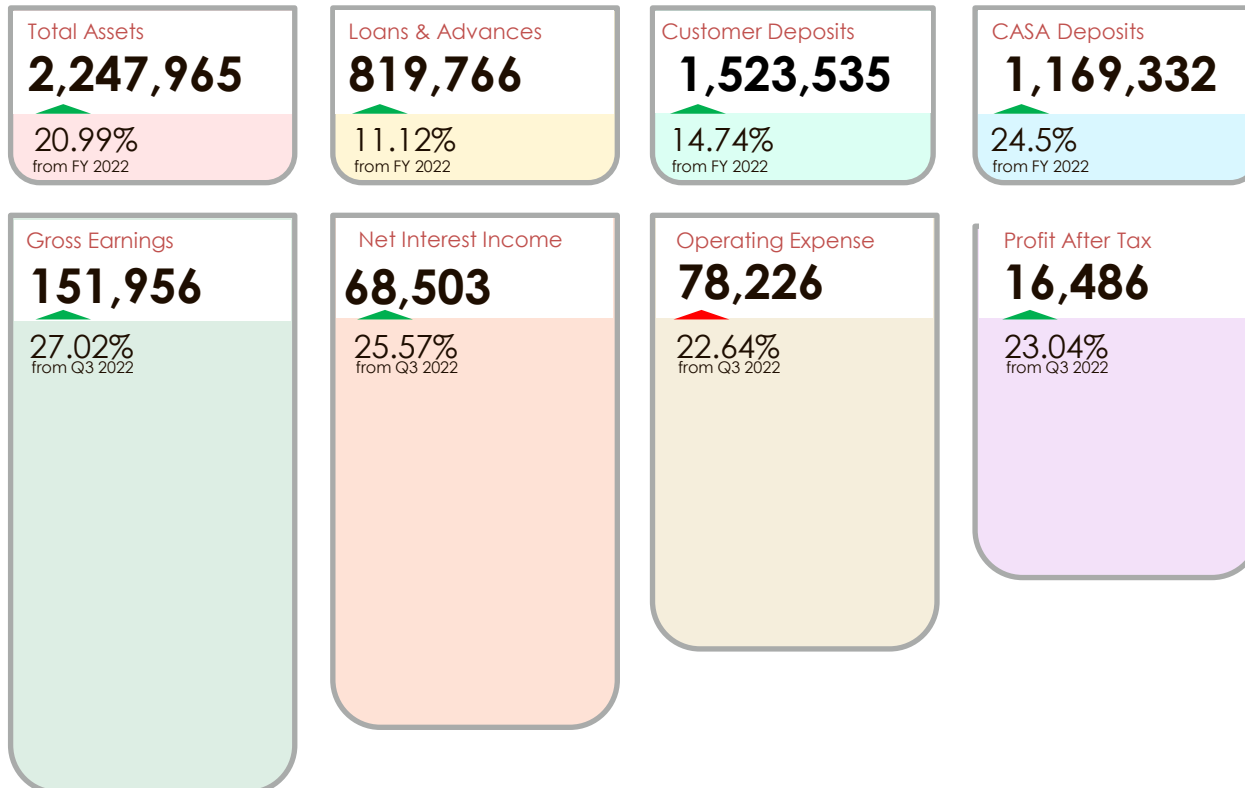 Total Assets
2,247,965
20.99%
from FY 2022
Loans & Advances
819,766
11.12%
from FY 2022
Customer Deposits
1,523,535
14.74%
from FY 2022
CASA Deposits
1,169,332
24.5%
from FY 2022
Gross Earnings
151,956
27.02%
from Q3 2022
Net Interest Income
68,503
25.57%
from Q3 2022
Operating Expense
78,226
22.64%
from Q3 2022
Profit After Tax
16,486
23.04%
from Q3 2022